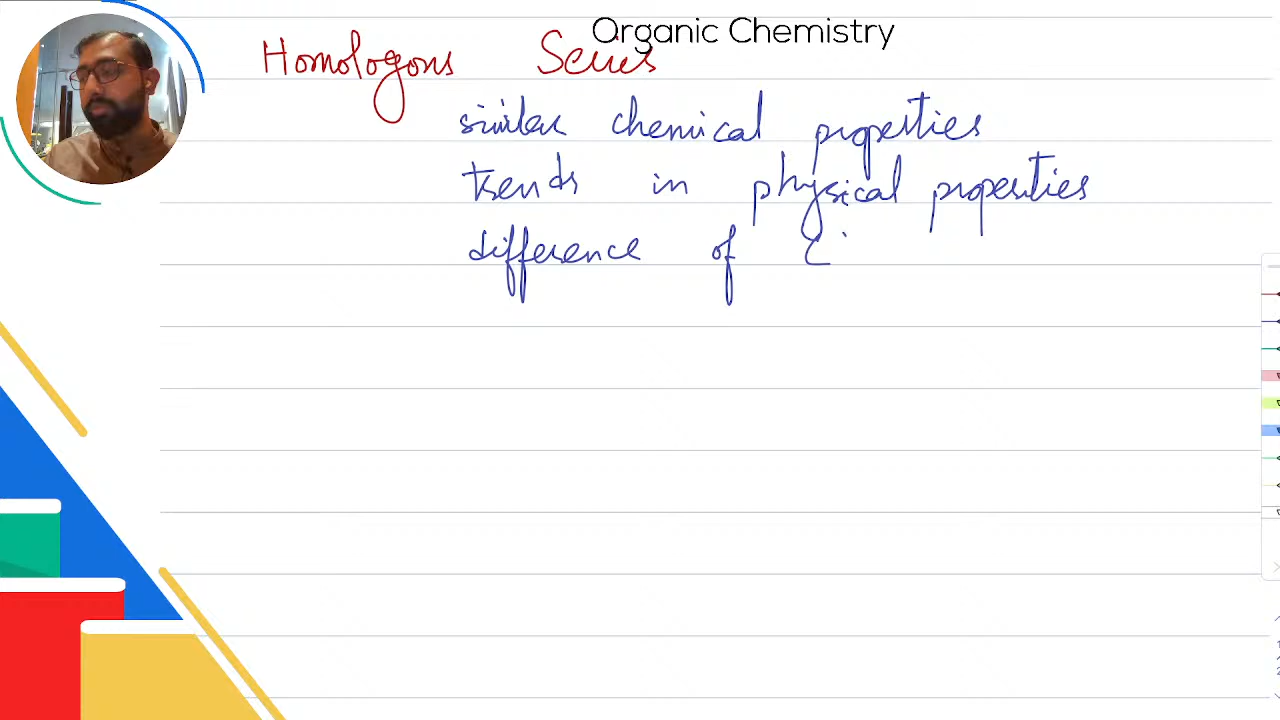 Organic Chemistry
Homologous Series
similar chemical properties
trends in physical properties
difference of C